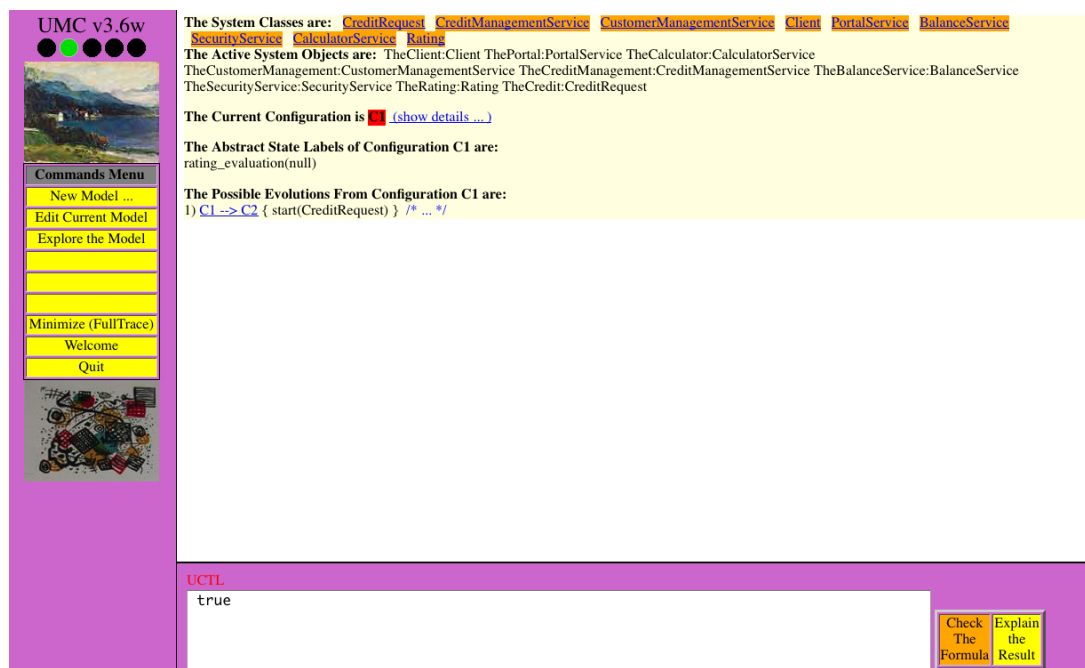 UMC v3.6w
Commands Menu
New Model ...
Edit Current Model
Explore the Model
Minimize (FullTrace)
Welcome
Quit
The System Classes are: CreditRequest CreditManagementService CustomerManagementService Client PortalService BalanceService
SecurityService CalculatorService Rating
The Active System Objects are: TheClient:Client ThePortal:PortalService TheCalculator:CalculatorService
TheCustomerManagement:CustomerManagementService TheCreditManagement:CreditManagementService TheBalanceService:BalanceService
TheSecurityService:SecurityService TheRating:Rating TheCredit:CreditRequest
The Current Configuration is C1 (show details ... )
The Abstract State Labels of Configuration C1 are:
rating_evaluation(null)
The Possible Evolutions From Configuration C1 are:
1) C1 --> C2 { start(CreditRequest) } /* ... */
UCTL
true
Check
The
Formula
Explain
the
Result